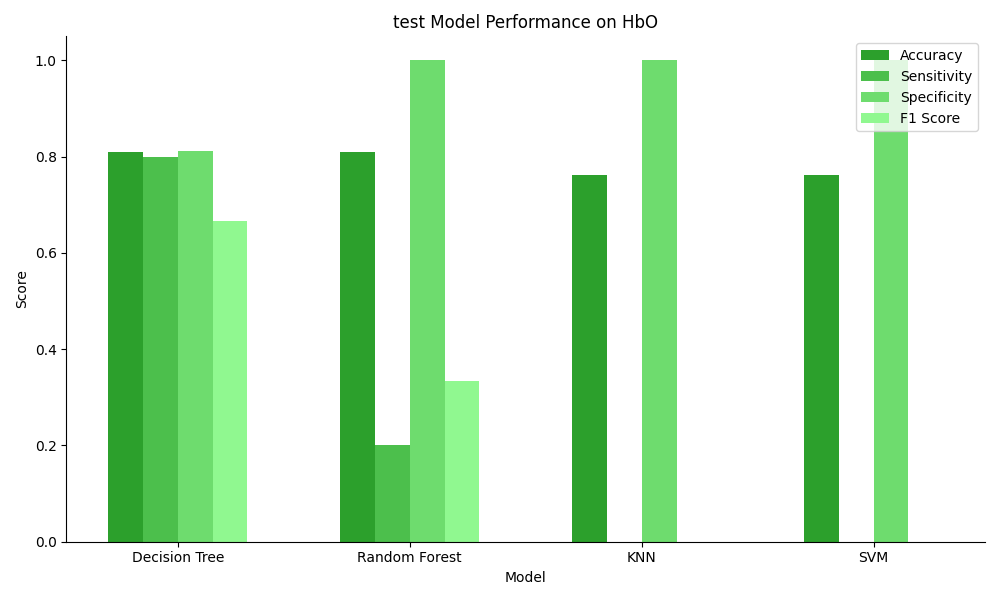 test Model Performance on HbO
Accuracy
Sensitivity
Specificity
F1 Score
Score
1.0
0.8
0.6
0.4
0.2
0.0
Decision Tree
Random Forest
KNN
SVM
Model